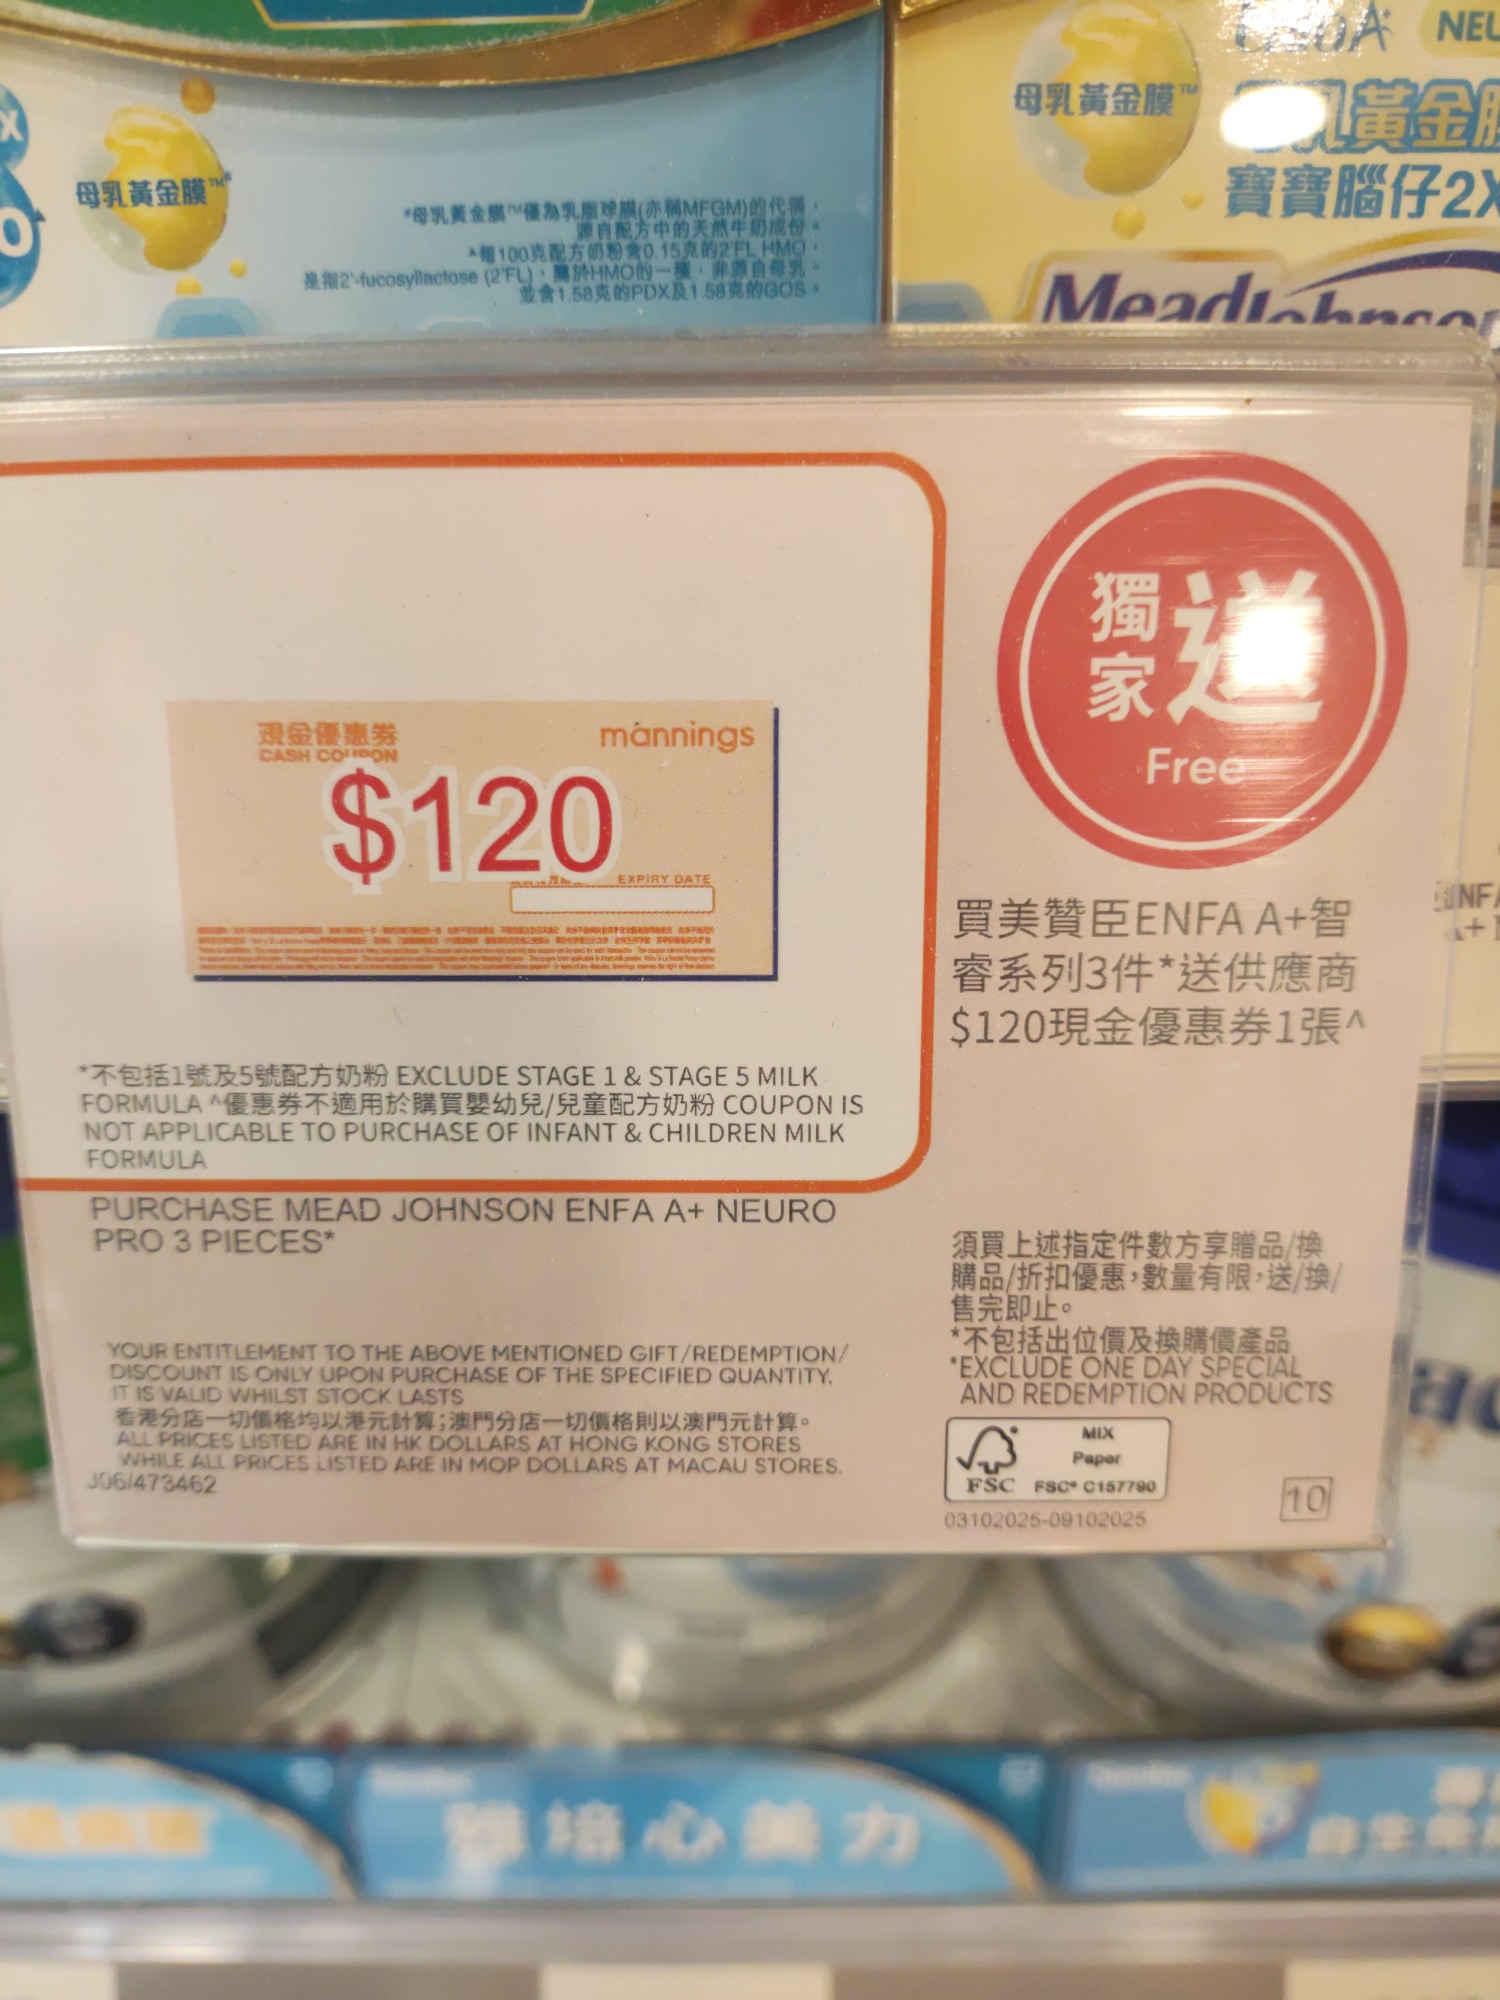 母乳黃金膜™
*母乳黃金膜™僅為乳脂球膜(亦稱MFGM)的代稱，
源自配方中的天然牛奶成份。
^每100克配方奶粉含0.15克的2'FL HMO，
是指2'-fucosyllactose (2'FL)，屬於HMO的一種，非源自母乳。
並含1.58克的PDX及1.58克的GOS。
NEU
母乳黃金膜™
乳黃金膜
寶寶腦仔2X
MeadJohnson
獨家送
Free
現金優惠券
CASH COUPON
mannings
$120
EXPIRY DATE
買美贊臣ENFA A+智
睿系列3件*送供應商
$120現金優惠券1張^
*不包括1號及5號配方奶粉 EXCLUDE STAGE 1 & STAGE 5 MILK
FORMULA ^優惠券不適用於購買嬰幼兒/兒童配方奶粉 COUPON IS
NOT APPLICABLE TO PURCHASE OF INFANT & CHILDREN MILK
FORMULA
PURCHASE MEAD JOHNSON ENFA A+ NEURO
PRO 3 PIECES*
須買上述指定件數方享贈品/換
購品/折扣優惠，數量有限，送/換/
售完即止。
*不包括出位價及換購價產品
*EXCLUDE ONE DAY SPECIAL
AND REDEMPTION PRODUCTS
YOUR ENTITLEMENT TO THE ABOVE MENTIONED GIFT/REDEMPTION/
DISCOUNT IS ONLY UPON PURCHASE OF THE SPECIFIED QUANTITY.
IT IS VALID WHILST STOCK LASTS
香港分店一切價格均以港元計算；澳門分店一切價格則以澳門元計算。
ALL PRICES LISTED ARE IN HK DOLLARS AT HONG KONG STORES
WHILE ALL PRICES LISTED ARE IN MOP DOLLARS AT MACAU STORES.
J06/473462
MIX
Paper
FSC
FSC® C157790
03102025-09102025
10
培心美力